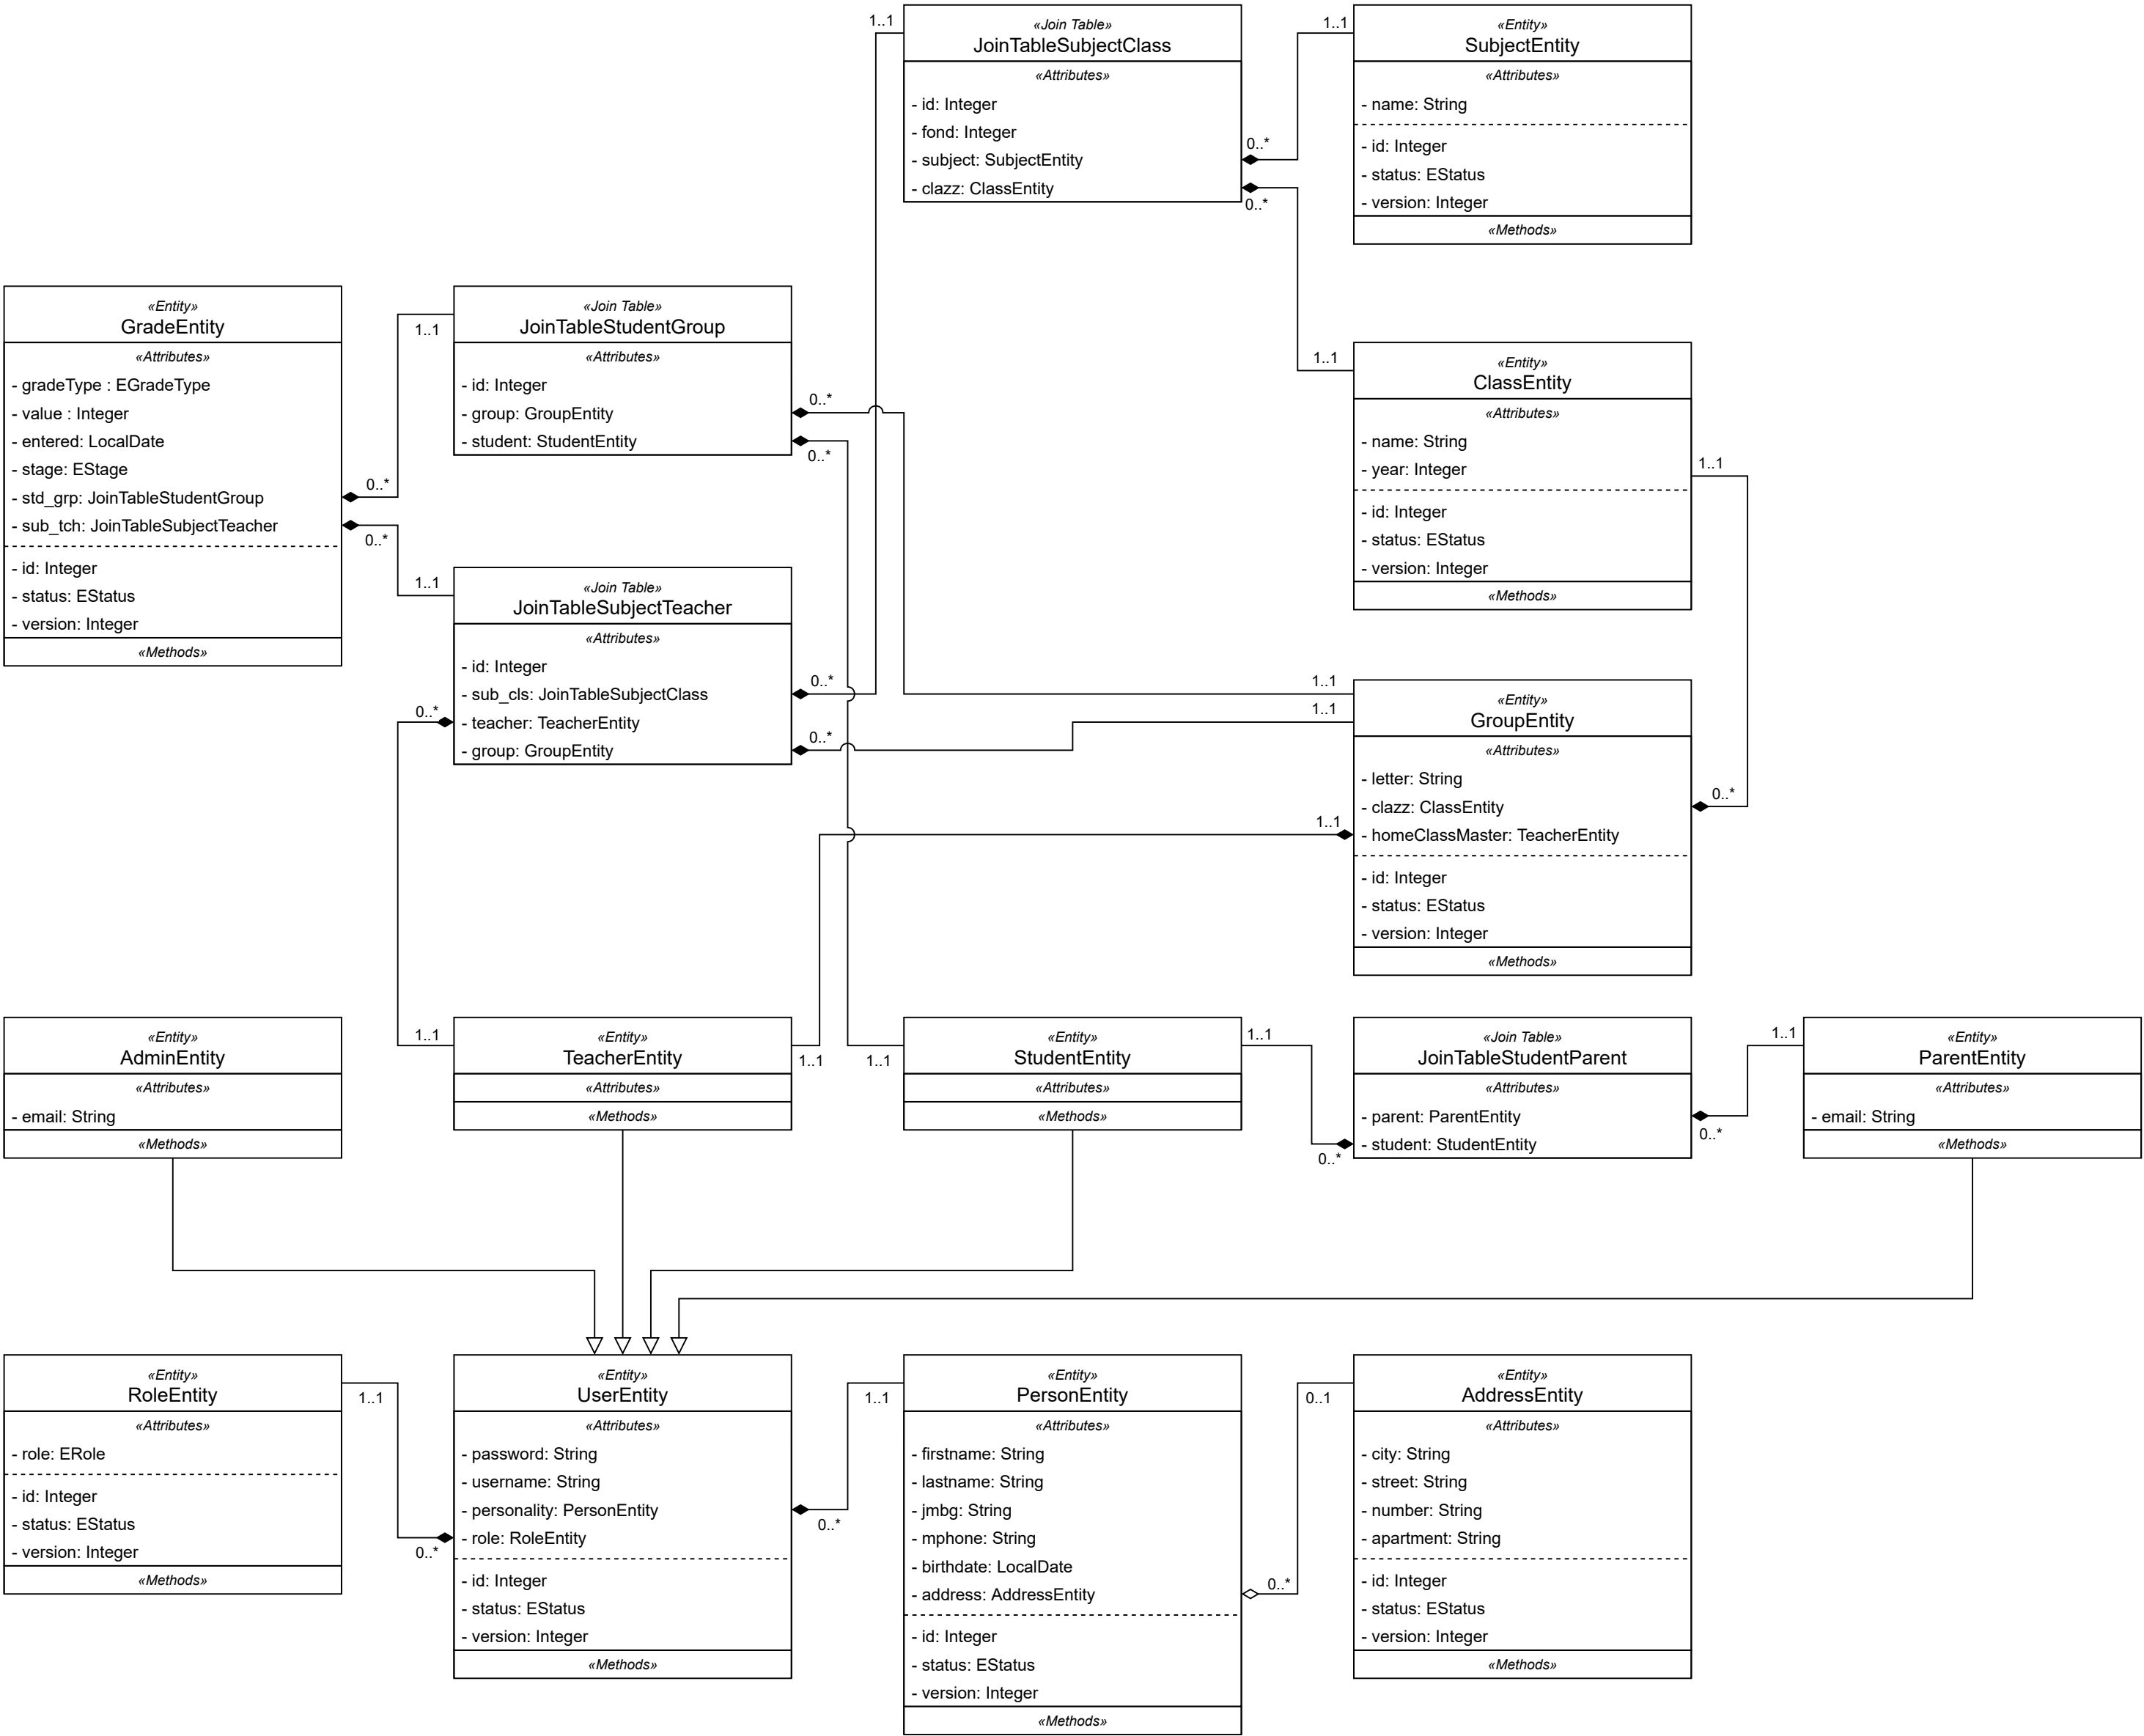 «Join Table»
JoinTableSubjectClass
«Attributes»
- id: Integer
- fond: Integer
- subject: SubjectEntity
- clazz: ClassEntity
1..1
0..*
0..*
«Entity»
SubjectEntity
«Attributes»
- name: String
- id: Integer
- status: EStatus
- version: Integer
«Methods»
1..1
«Entity»
GradeEntity
«Attributes»
- gradeType : EGradeType
- value : Integer
- entered: LocalDate
- stage: EStage
- std_grp: JoinTableStudentGroup
- sub_tch: JoinTableSubjectTeacher
- id: Integer
- status: EStatus
- version: Integer
«Methods»
0..*
0..*
«Join Table»
JoinTableStudentGroup
«Attributes»
- id: Integer
- group: GroupEntity
- student: StudentEntity
1..1
0..*
0..*
«Entity»
ClassEntity
«Attributes»
- name: String
- year: Integer
- id: Integer
- status: EStatus
- version: Integer
«Methods»
1..1
1..1
«Join Table»
JoinTableSubjectTeacher
«Attributes»
- id: Integer
- sub_cls: JoinTableSubjectClass
- teacher: TeacherEntity
- group: GroupEntity
1..1
0..*
0..*
0..*
«Entity»
GroupEntity
«Attributes»
- letter: String
- clazz: ClassEntity
- homeClassMaster: TeacherEntity
- id: Integer
- status: EStatus
- version: Integer
«Methods»
1..1
1..1
0..*
1..1
«Entity»
AdminEntity
«Attributes»
- email: String
«Methods»
«Entity»
TeacherEntity
«Attributes»
«Methods»
1..1
1..1
«Entity»
StudentEntity
«Attributes»
«Methods»
1..1
1..1
«Join Table»
JoinTableStudentParent
«Attributes»
- parent: ParentEntity
- student: StudentEntity
0..*
0..*
«Entity»
ParentEntity
«Attributes»
- email: String
«Methods»
1..1
«Entity»
RoleEntity
«Attributes»
- role: ERole
- id: Integer
- status: EStatus
- version: Integer
«Methods»
1..1
«Entity»
UserEntity
«Attributes»
- password: String
- username: String
- personality: PersonEntity
- role: RoleEntity
- id: Integer
- status: EStatus
- version: Integer
«Methods»
0..*
0..*
«Entity»
PersonEntity
«Attributes»
- firstname: String
- lastname: String
- jmbg: String
- mphone: String
- birthdate: LocalDate
- address: AddressEntity
- id: Integer
- status: EStatus
- version: Integer
«Methods»
1..1
0..*
«Entity»
AddressEntity
«Attributes»
- city: String
- street: String
- number: String
- apartment: String
- id: Integer
- status: EStatus
- version: Integer
«Methods»
0..1